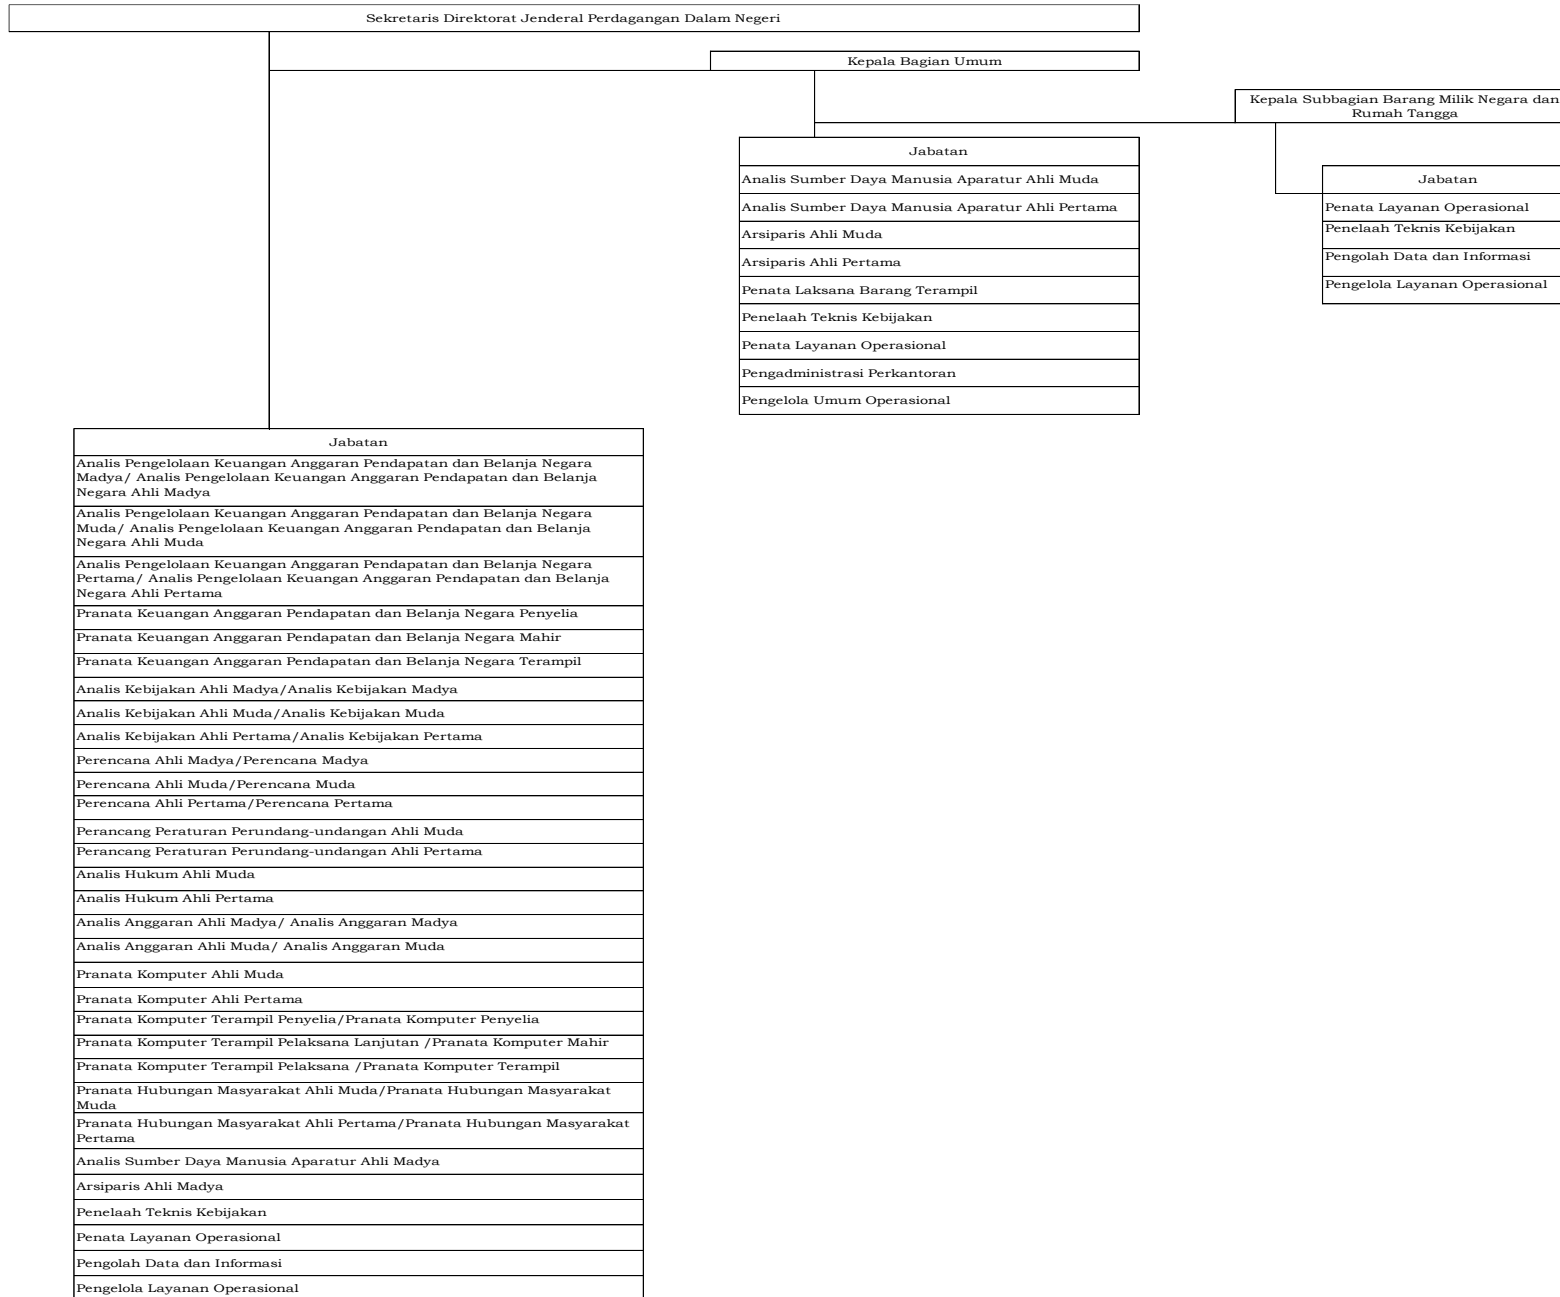 Sekretaris Direktorat Jenderal Perdagangan Dalam Negeri
Kepala Bagian Umum
Kepala Subbagian Barang Milik Negara dan
Rumah Tangga
Jabatan
Analis Sumber Daya Manusia Aparatur Ahli Muda
Analis Sumber Daya Manusia Aparatur Ahli Pertama
Arsiparis Ahli Muda
Arsiparis Ahli Pertama
Penata Laksana Barang Terampil
Penelaah Teknis Kebijakan
Penata Layanan Operasional
Pengadministrasi Perkantoran
Pengelola Umum Operasional
Jabatan
Penata Layanan Operasional
Penelaah Teknis Kebijakan
Pengolah Data dan Informasi
Pengelola Layanan Operasional
Jabatan
Analis Pengelolaan Keuangan Anggaran Pendapatan dan Belanja Negara
Madya/ Analis Pengelolaan Keuangan Anggaran Pendapatan dan Belanja
Negara Ahli Madya
Analis Pengelolaan Keuangan Anggaran Pendapatan dan Belanja Negara
Muda/ Analis Pengelolaan Keuangan Anggaran Pendapatan dan Belanja
Negara Ahli Muda
Analis Pengelolaan Keuangan Anggaran Pendapatan dan Belanja Negara
Pertama/ Analis Pengelolaan Keuangan Anggaran Pendapatan dan Belanja
Negara Ahli Pertama
Pranata Keuangan Anggaran Pendapatan dan Belanja Negara Penyelia
Pranata Keuangan Anggaran Pendapatan dan Belanja Negara Mahir
Pranata Keuangan Anggaran Pendapatan dan Belanja Negara Terampil
Analis Kebijakan Ahli Madya/Analis Kebijakan Madya
Analis Kebijakan Ahli Muda/Analis Kebijakan Muda
Analis Kebijakan Ahli Pertama/Analis Kebijakan Pertama
Perencana Ahli Madya/Perencana Madya
Perencana Ahli Muda/Perencana Muda
Perencana Ahli Pertama/Perencana Pertama
Perancang Peraturan Perundang-undangan Ahli Muda
Perancang Peraturan Perundang-undangan Ahli Pertama
Analis Hukum Ahli Muda
Analis Hukum Ahli Pertama
Analis Anggaran Ahli Madya/ Analis Anggaran Madya
Analis Anggaran Ahli Muda/ Analis Anggaran Muda
Pranata Komputer Ahli Muda
Pranata Komputer Ahli Pertama
Pranata Komputer Terampil Penyelia/Pranata Komputer Penyelia
Pranata Komputer Terampil Pelaksana Lanjutan /Pranata Komputer Mahir
Pranata Komputer Terampil Pelaksana /Pranata Komputer Terampil
Pranata Hubungan Masyarakat Ahli Muda/Pranata Hubungan Masyarakat
Muda
Pranata Hubungan Masyarakat Ahli Pertama/Pranata Hubungan Masyarakat
Pertama
Analis Sumber Daya Manusia Aparatur Ahli Madya
Arsiparis Ahli Madya
Penelaah Teknis Kebijakan
Penata Layanan Operasional
Pengolah Data dan Informasi
Pengelola Layanan Operasional